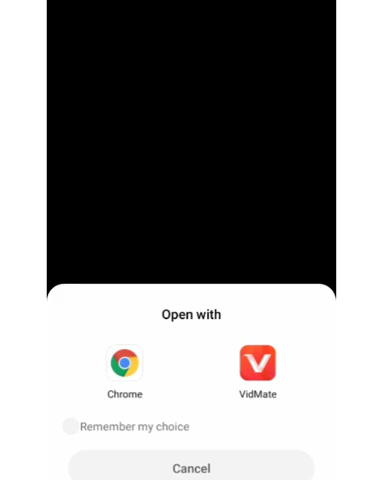 Open with
Chrome
VidMate
Remember my choice
Cancel